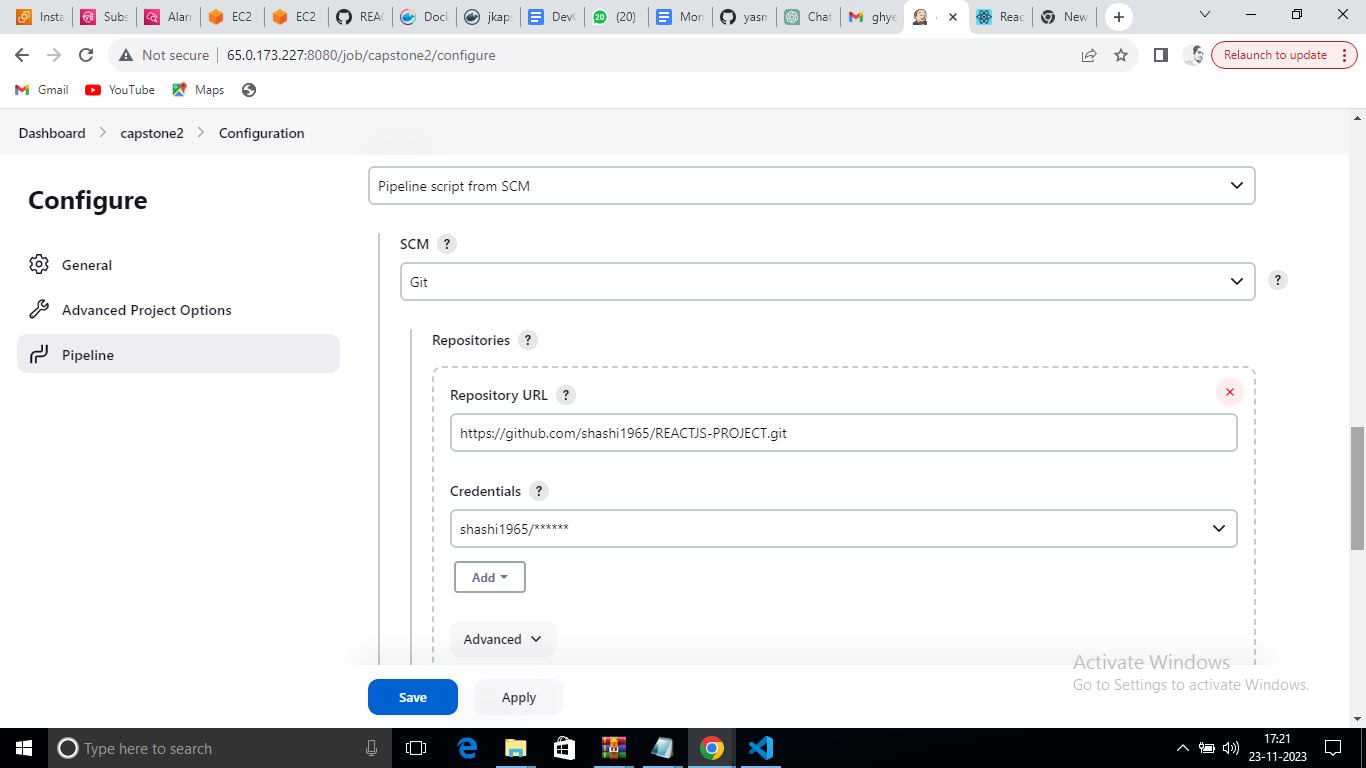 Insta
Subs
Alar
EC2
EC2
REA
Dock
jkap
Dev
(20)
Mon
yasm
Chat
ghye
Reac
New
Not secure
65.0.173.227:8080/job/capstone2/configure
Relaunch to update
Gmail
YouTube
Maps
Dashboard
capstone2
Configuration
Configure
General
Advanced Project Options
Pipeline
Pipeline script from SCM
SCM ?
Git
?
Repositories ?
Repository URL ?
https://github.com/shashi1965/REACTJS-PROJECT.git
Credentials ?
shashi1965/******
Add
Advanced
Save
Apply
Activate Windows
Go to Settings to activate Windows.
Type here to search
17:21
23-11-2023